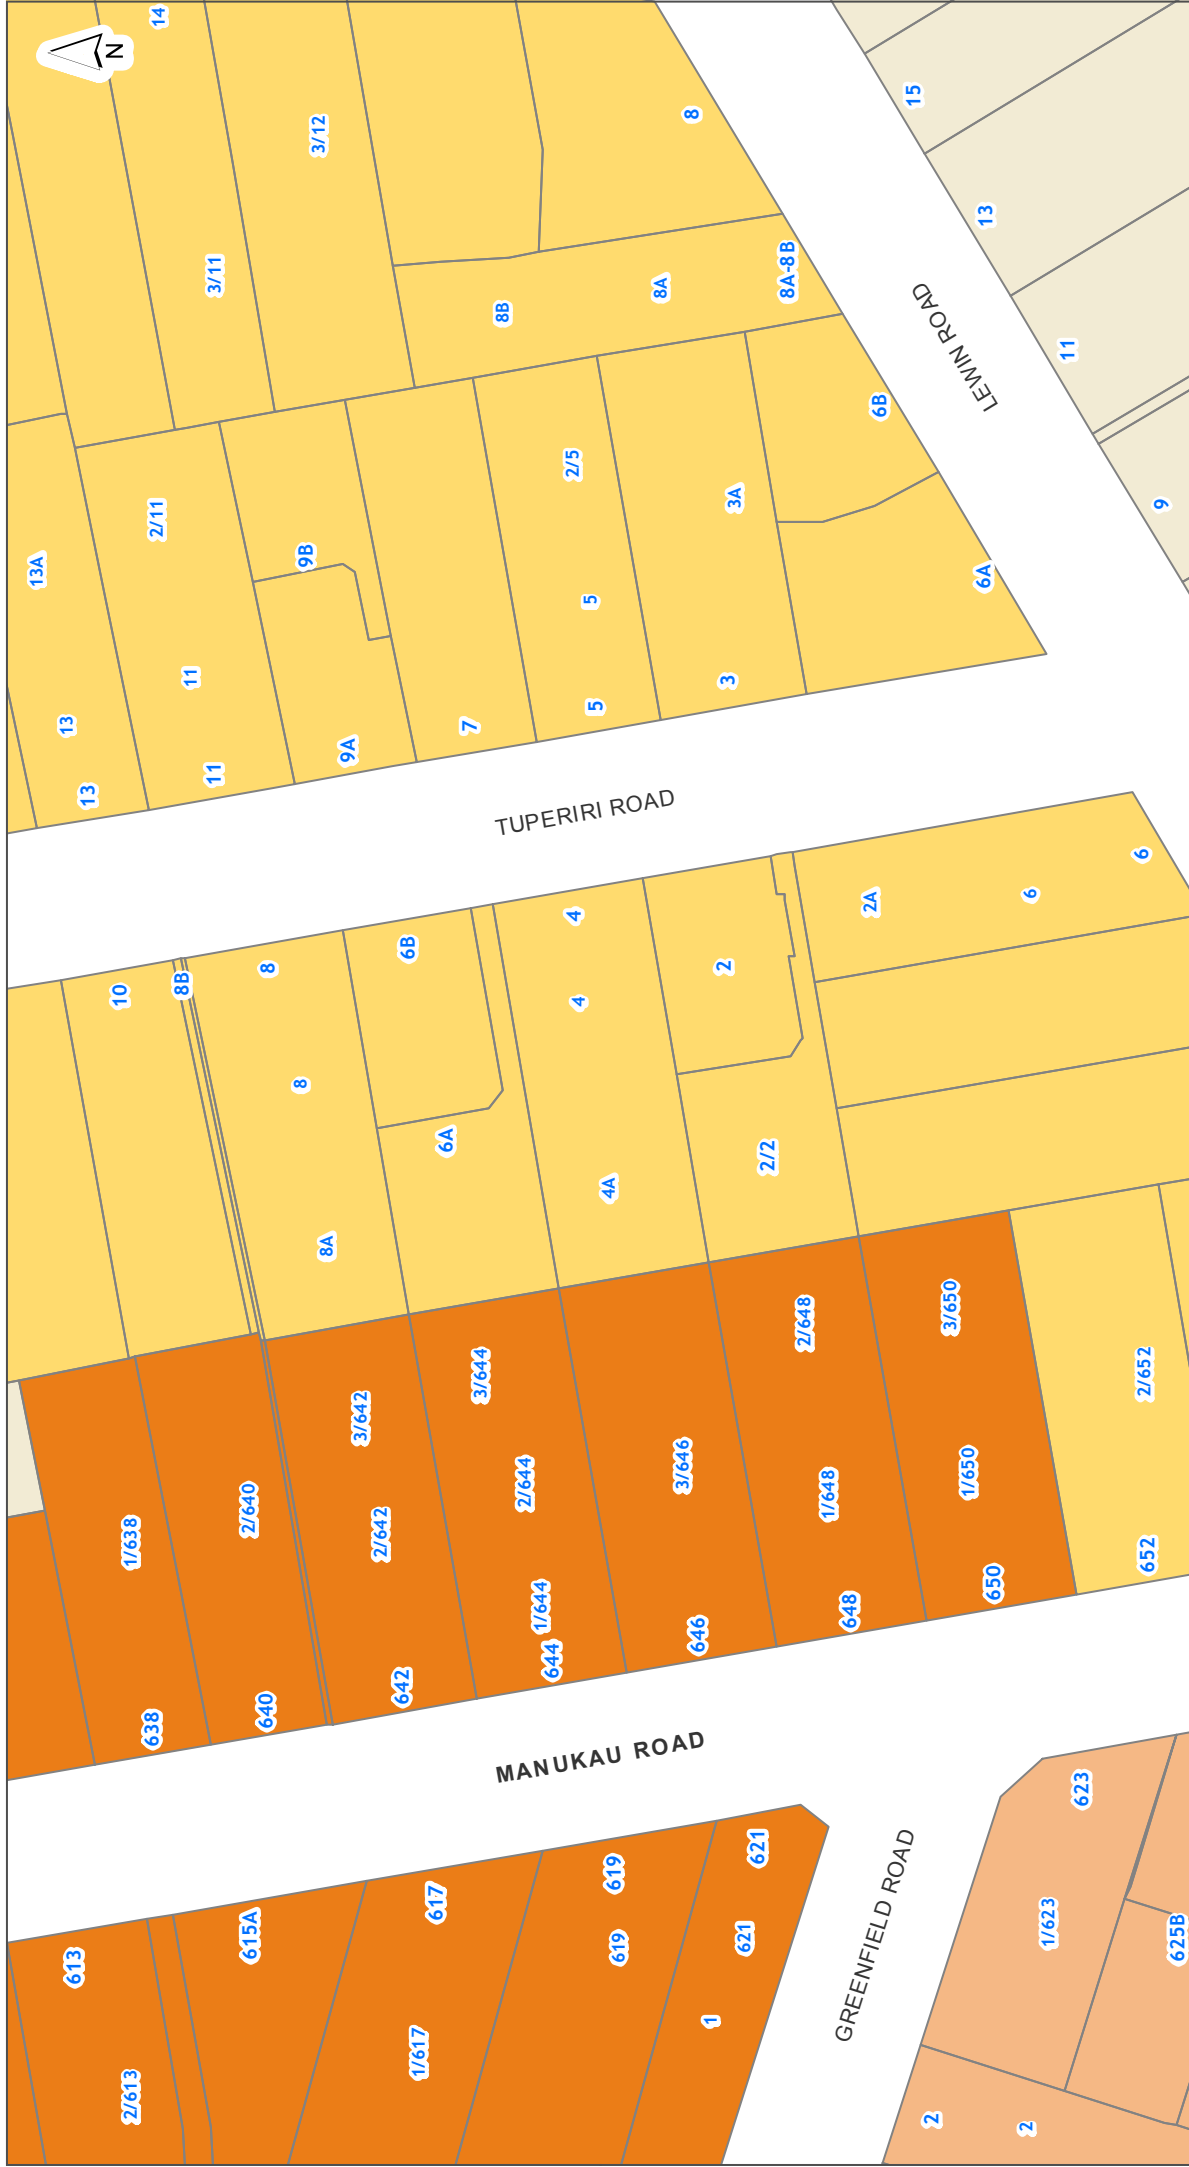 14
N
3/12
8
15
13
3/11
8B
8A
8A-8B
11
LEWIN ROAD
6B
9
13A
2/11
9B
2/5
3A
5
6A
13
11
3
13
11
9A
7
5
TUPERIRI ROAD
10
8B
8
6B
4
4
2
2A
6
6
8
6A
4A
2/2
8A
3/642
3/644
2/648
3/650
2/652
1/638
2/640
2/642
2/644
3/646
1/648
1/650
652
638
640
642
1/644
644
646
648
650
MANUKAU ROAD
613
615A
617
619
621
623
619
621
1/623
625B
GREENFIELD ROAD
2/613
1/617
1
2
2